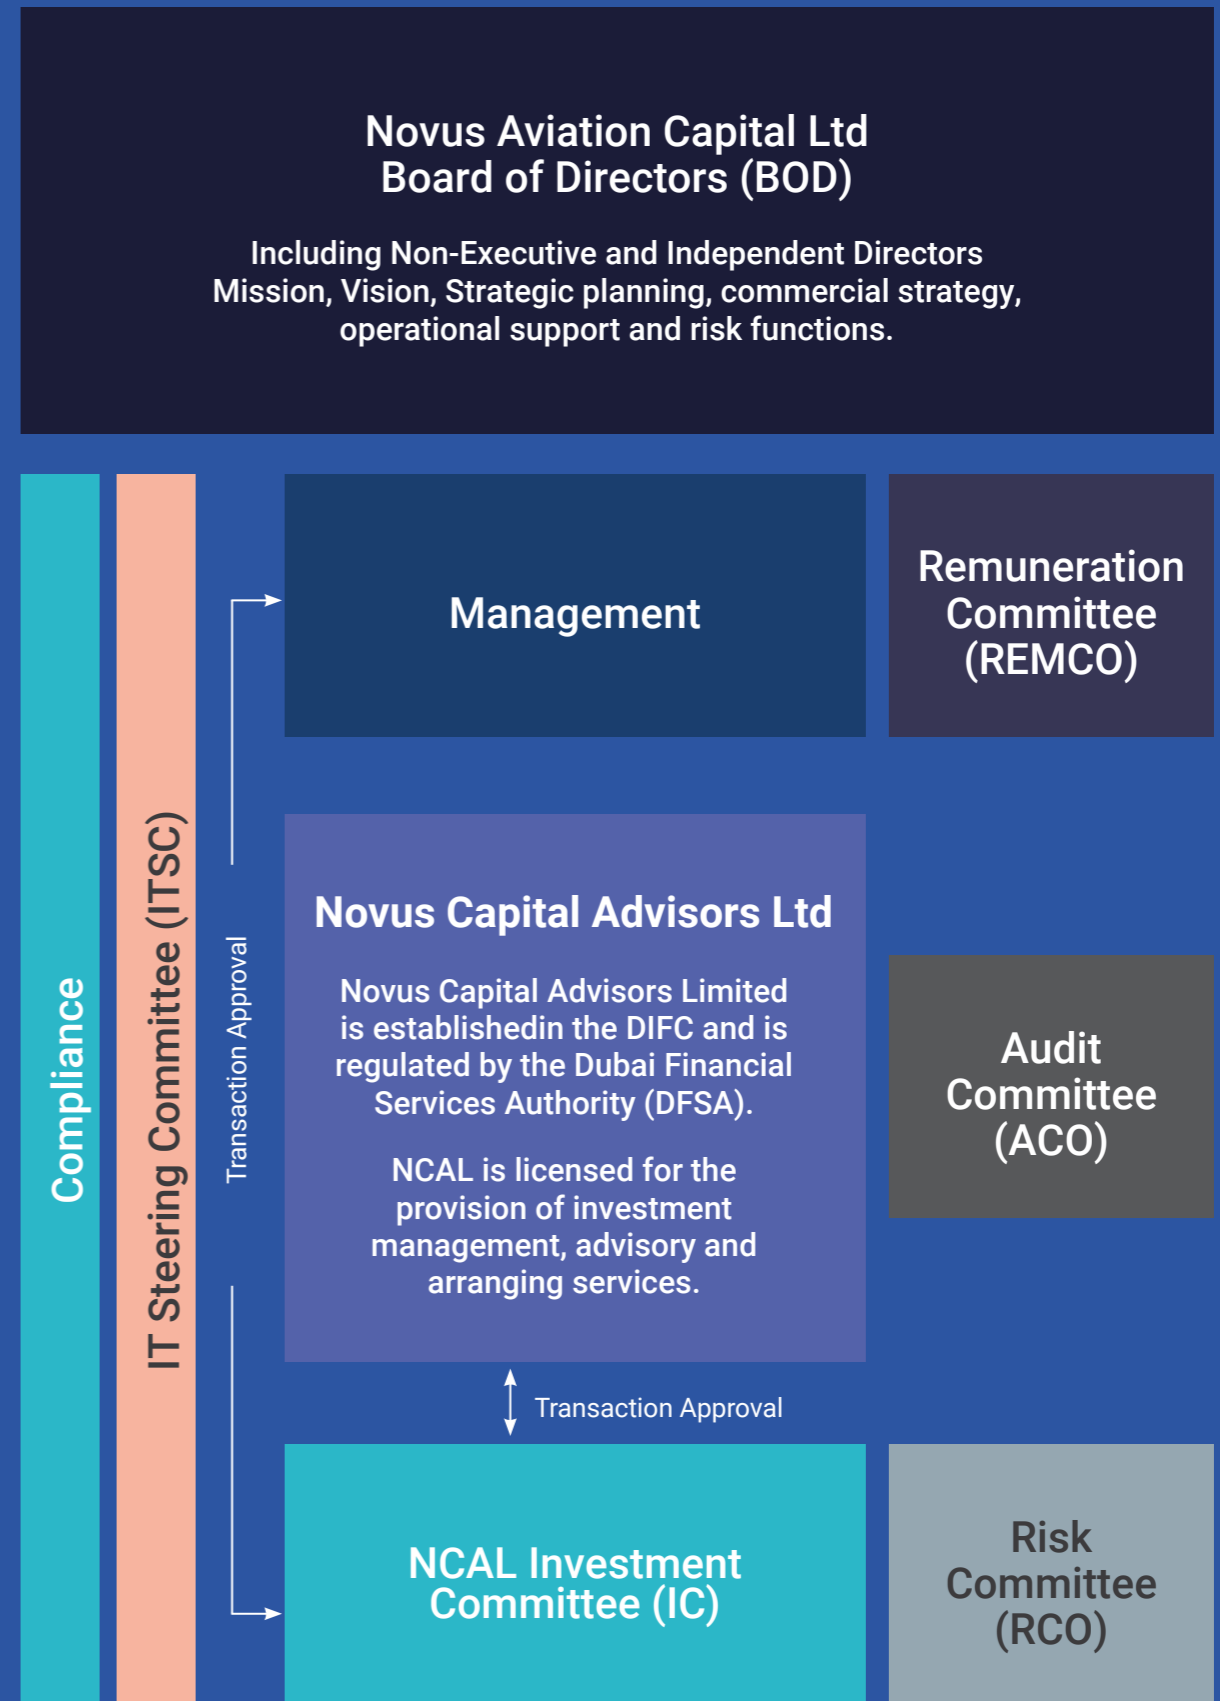 Novus Aviation Capital Ltd
Board of Directors (BOD)
Including Non-Executive and Independent Directors
Mission, Vision, Strategic planning, commercial strategy,
operational support and risk functions.
Compliance
IT Steering Committee (ITSC)
Transaction Approval
Management
Remuneration
Committee
(REMCO)
Novus Capital Advisors Ltd
Novus Capital Advisors Limited
is establishedin the DIFC and is
regulated by the Dubai Financial
Services Authority (DFSA).
NCAL is licensed for the
provision of investment
management, advisory and
arranging services.
Audit
Committee
(ACO)
Transaction Approval
NCAL Investment
Committee (IC)
Risk
Committee
(RCO)